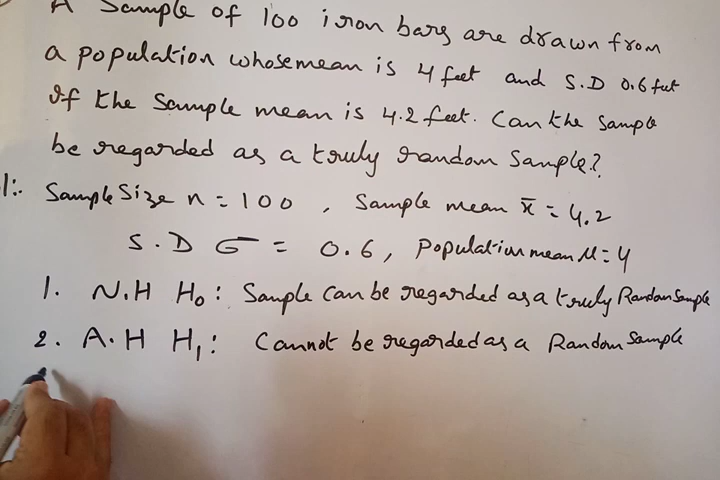 A Sample of 100 iron bars are drawn from
a population whose mean is 4 feet and S.D 0.6 feet
If the Sample mean is 4.2 feet. Can the Sample
be regarded as a truly random Sample?
1:- Sample Size n = 100 , Sample mean x̄ = 4.2
S.D σ = 0.6, Population mean μ = 4
1. N.H H₀: Sample can be regarded as a truly Random Sample
2. A.H H₁: Cannot be regarded as a Random Sample